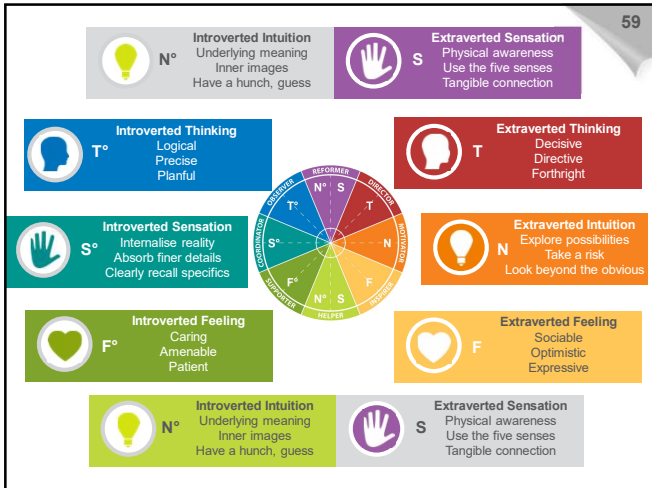 59
Introverted Intuition
Underlying meaning
Inner images
Have a hunch, guess
N°
Extraverted Sensation
Physical awareness
Use the five senses
Tangible connection
S
Introverted Thinking
Logical
Precise
Planful
T°
Extraverted Thinking
Decisive
Directive
Forthright
T
REFORMER
DIRECTOR
MOTIVATOR
INSPIRER
HELPER
SUPPORTER
COORDINATOR
OBSERVER
N° S
T° T
S° N
F° F
N° S
Introverted Sensation
Internalise reality
Absorb finer details
Clearly recall specifics
S°
Extraverted Intuition
Explore possibilities
Take a risk
Look beyond the obvious
N
Introverted Feeling
Caring
Amenable
Patient
F°
Extraverted Feeling
Sociable
Optimistic
Expressive
F
Introverted Intuition
Underlying meaning
Inner images
Have a hunch, guess
N°
Extraverted Sensation
Physical awareness
Use the five senses
Tangible connection
S